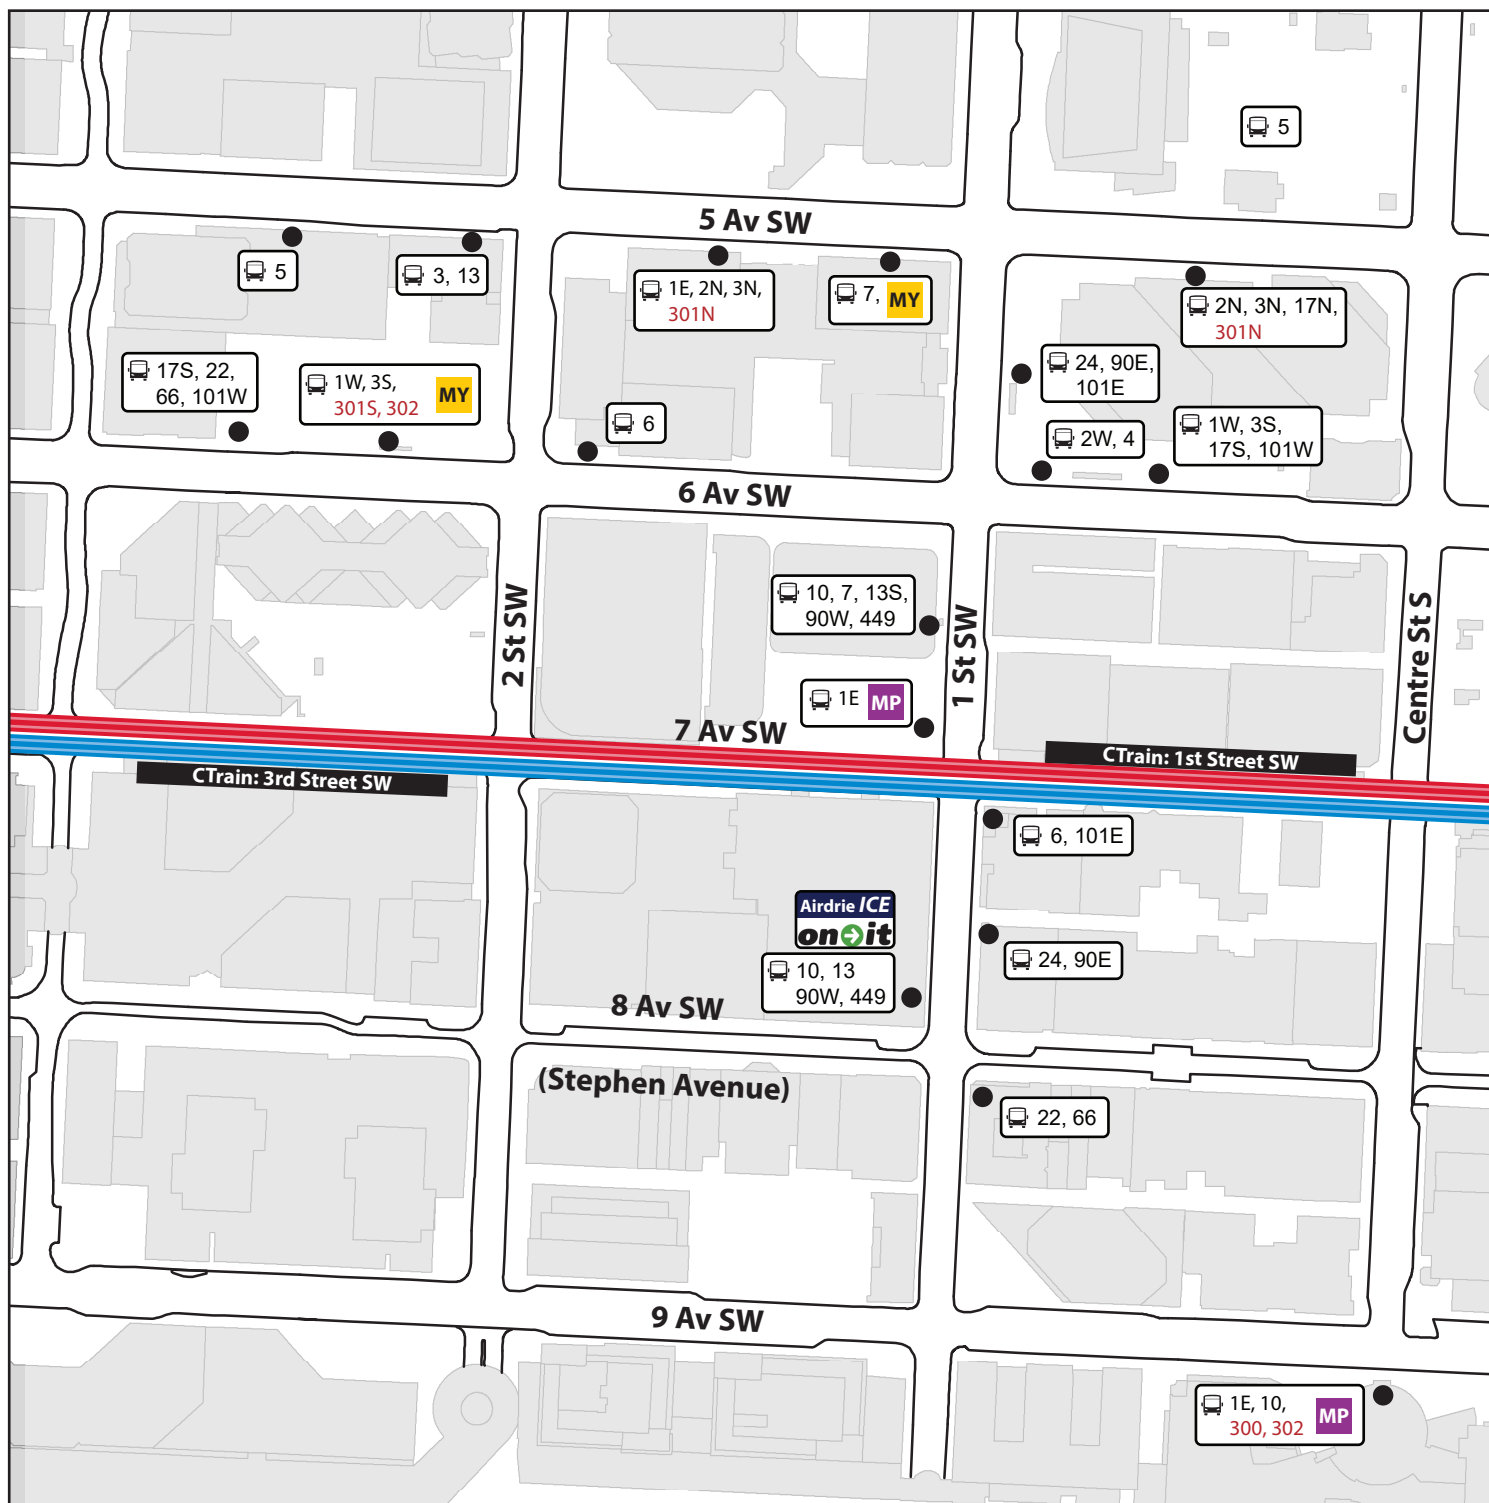 5
5 Av SW
5
3, 13
1E, 2N, 3N,
301N
7, MY
2N, 3N, 17N,
301N
17S, 22,
66, 101W
1W, 3S,
301S, 302
MY
6
24, 90E,
101E
2W, 4
1W, 3S,
17S, 101W
6 Av SW
10, 7, 13S,
90W, 449
2 St SW
1 St SW
Centre St S
1E MP
7 Av SW
CTrain: 1st Street SW
CTrain: 3rd Street SW
6, 101E
Airdrie ICE
on it
24, 90E
10, 13
90W, 449
8 Av SW
(Stephen Avenue)
22, 66
9 Av SW
1E, 10,
300, 302
MP